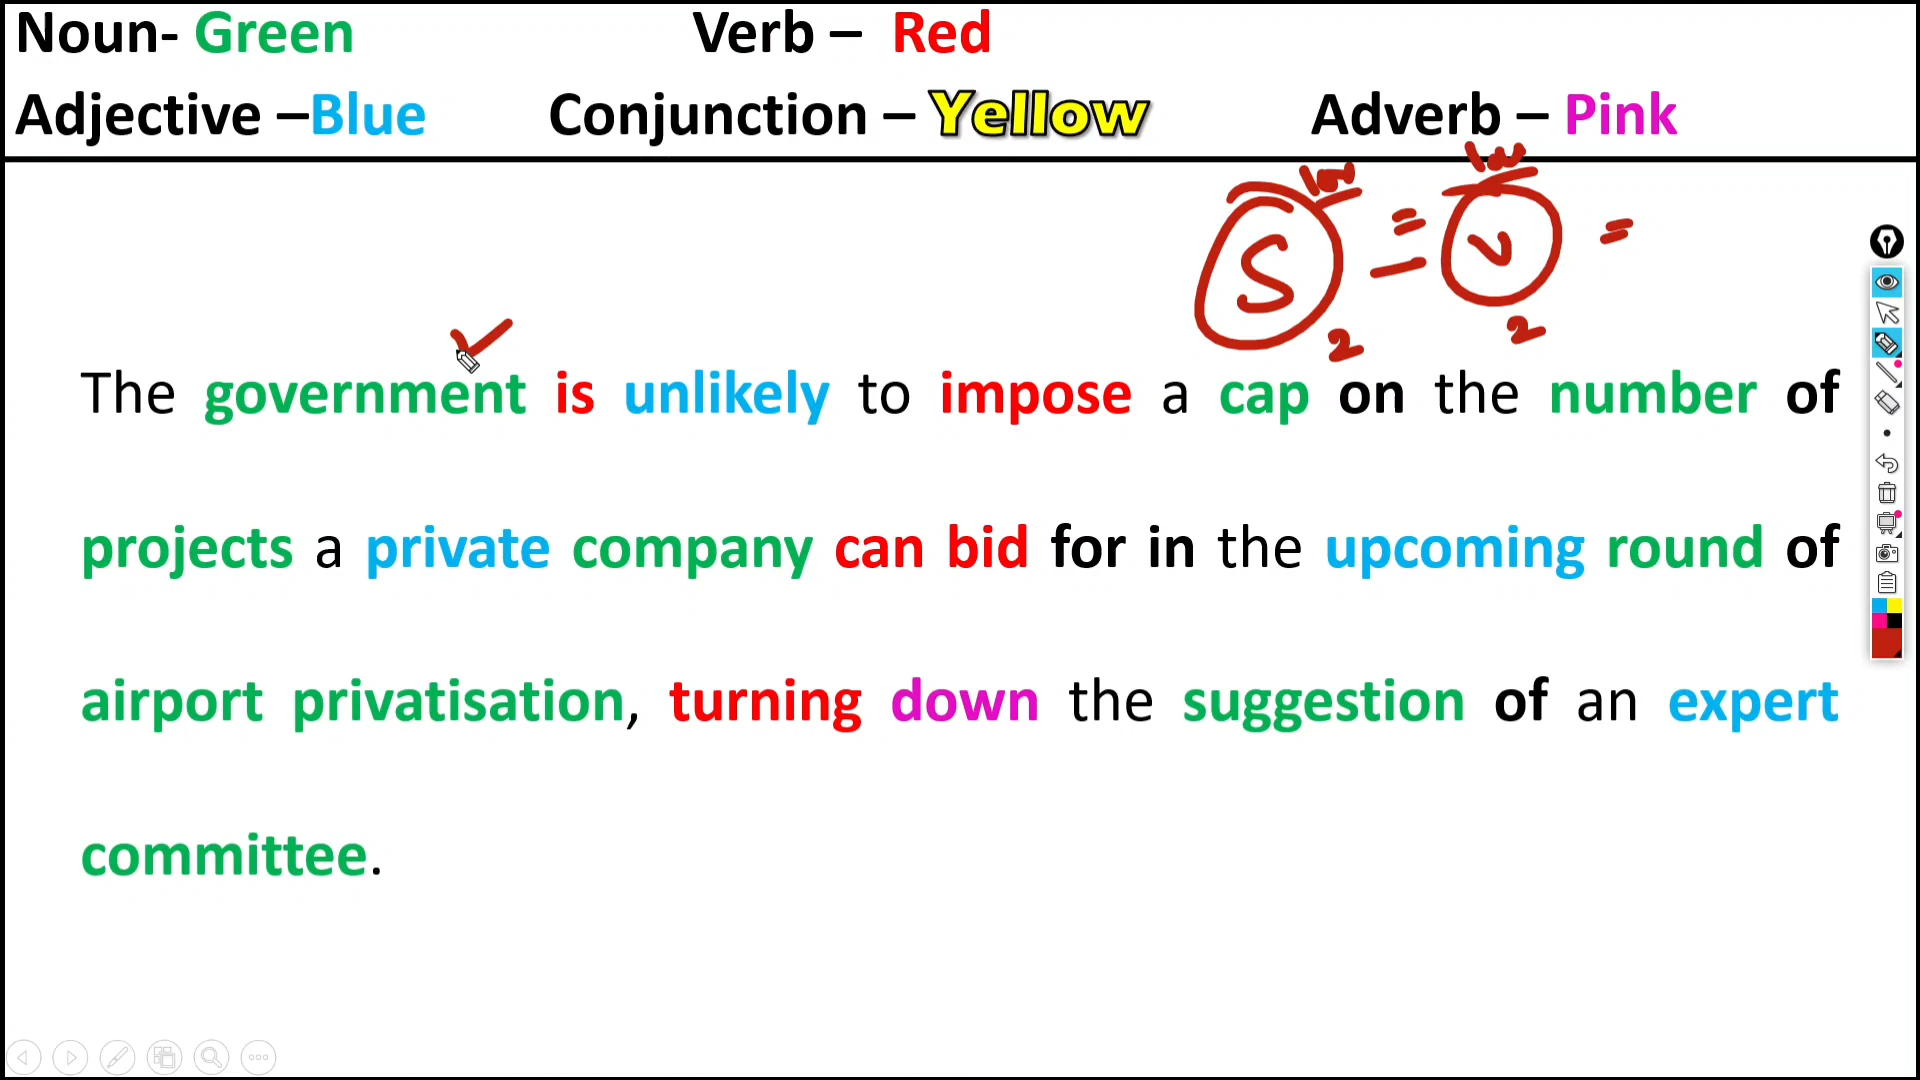 Noun- Green Verb – Red
Adjective –Blue Conjunction – Yellow Adverb – Pink
S = V =
2 2
The government is unlikely to impose a cap on the number of
projects a private company can bid for in the upcoming round of
airport privatisation, turning down the suggestion of an expert
committee.